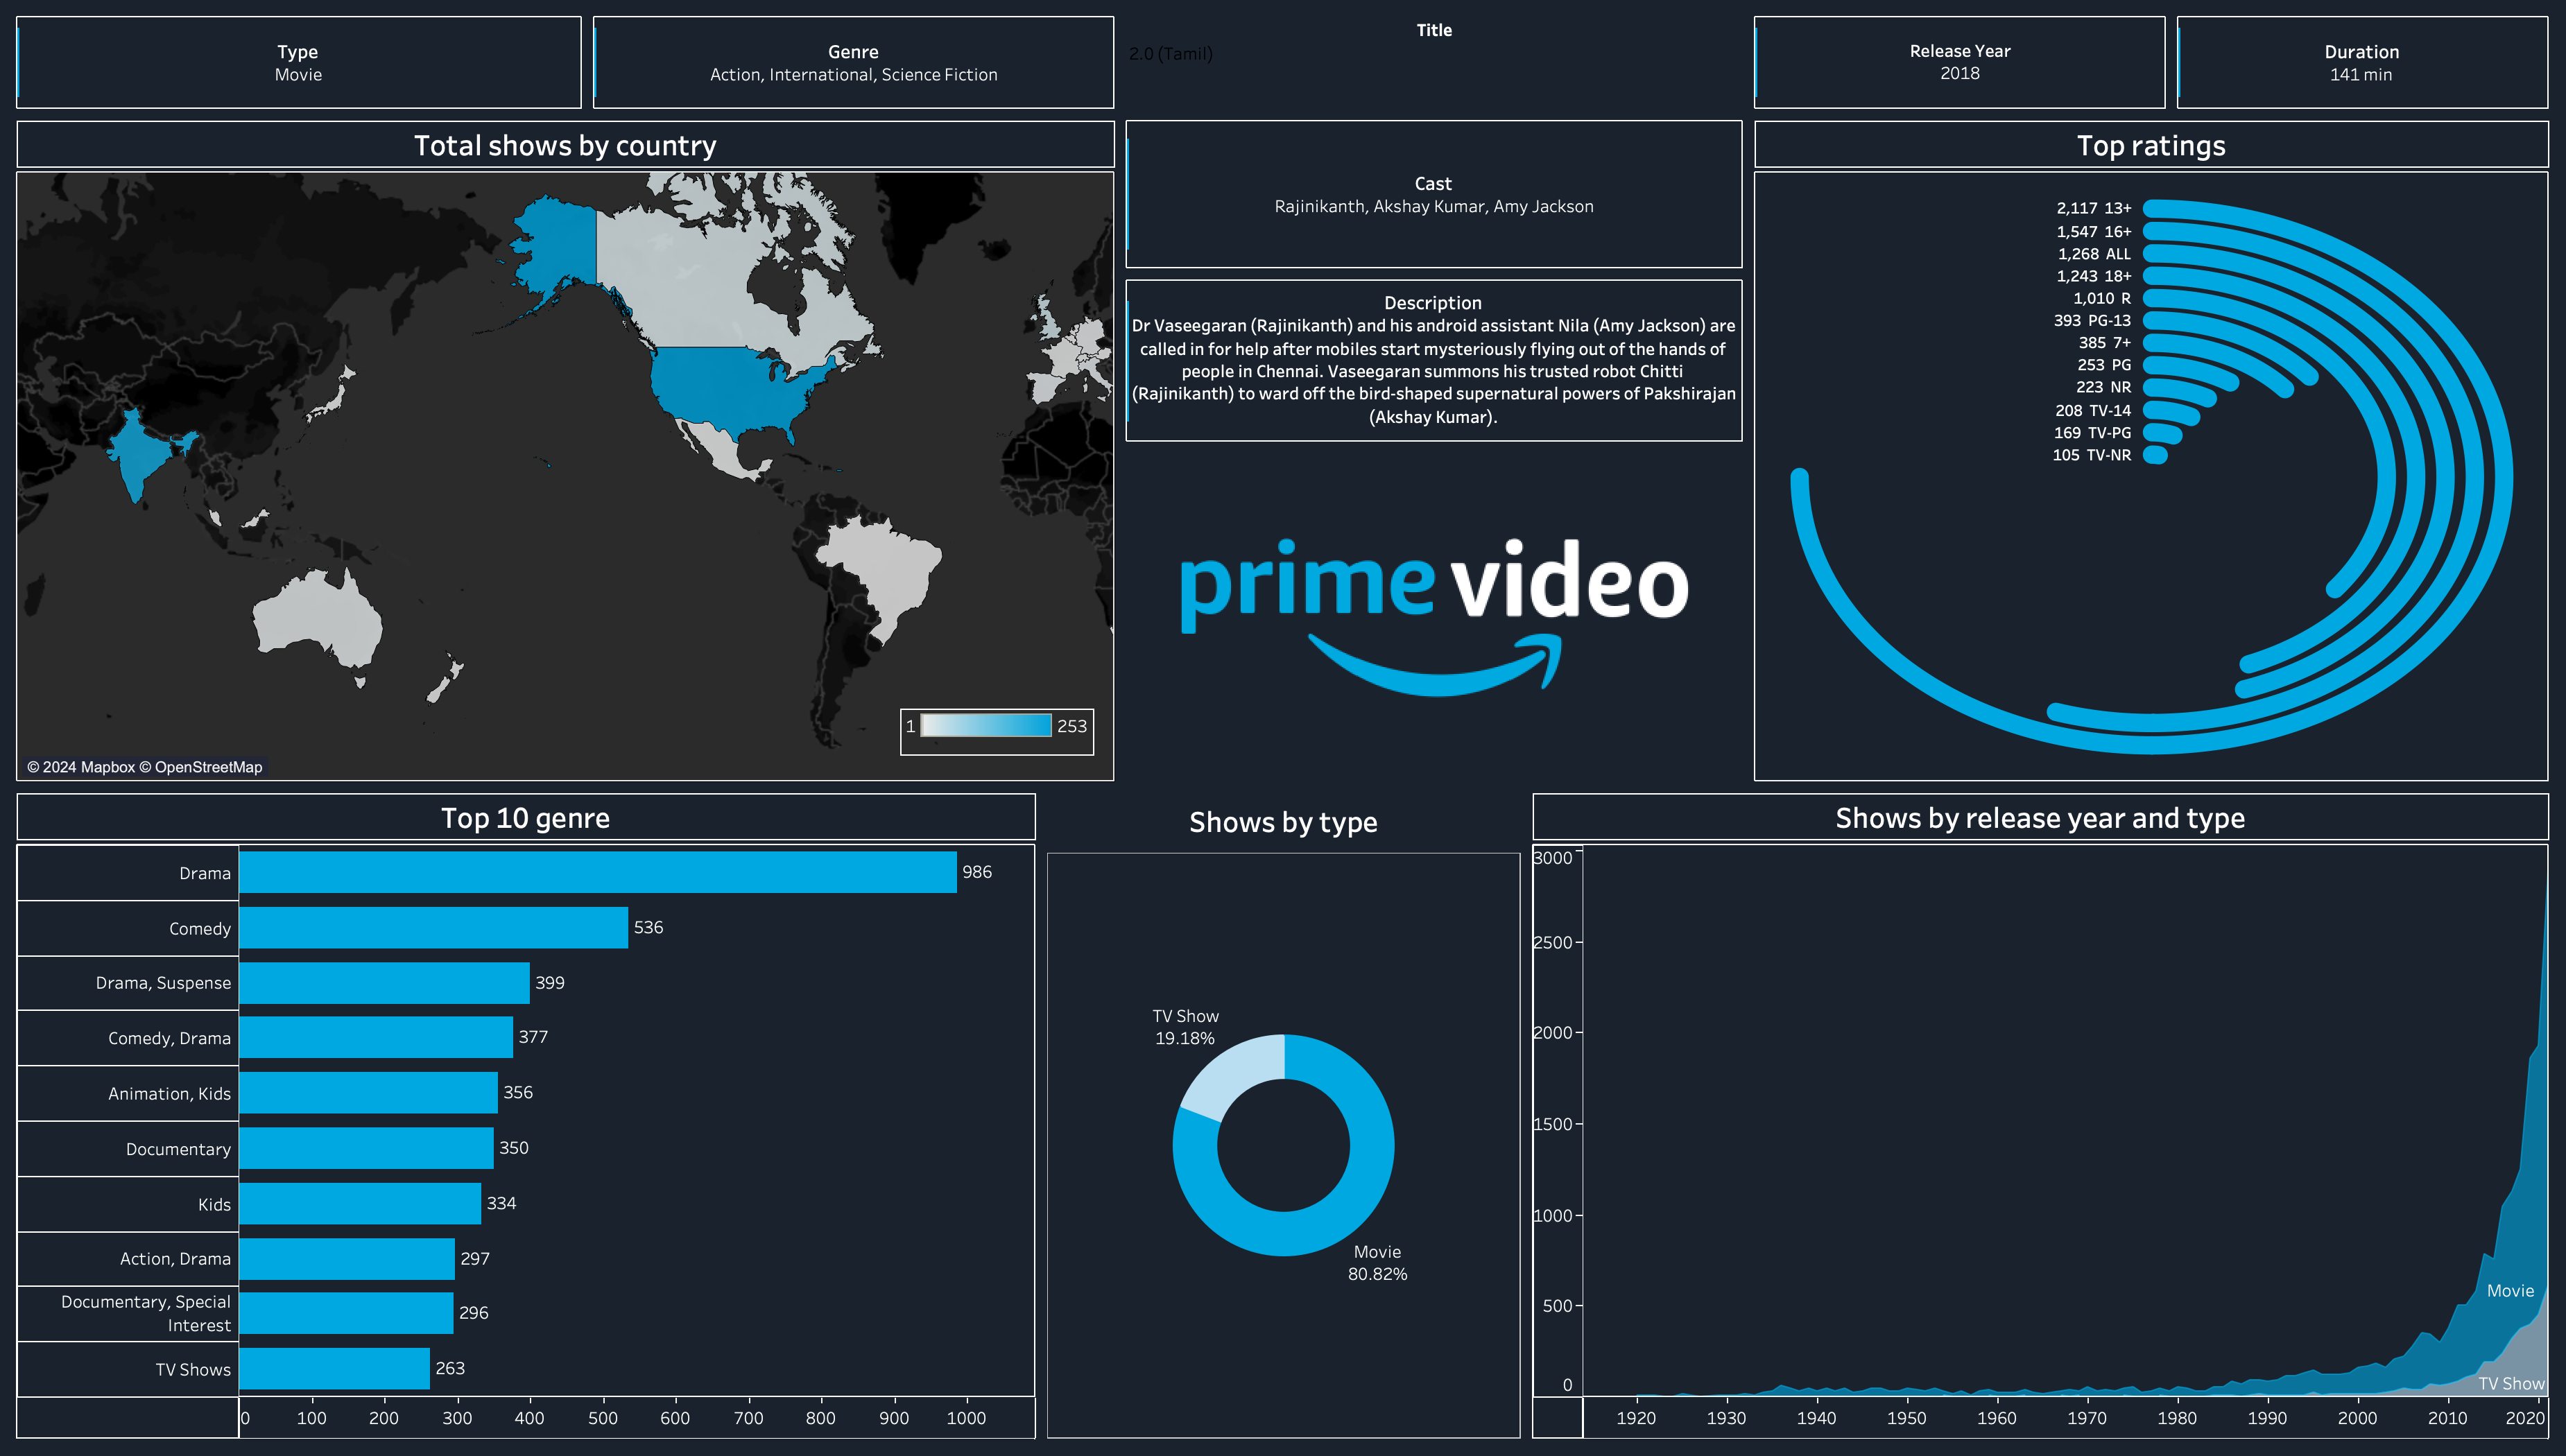 Type
Movie
Genre
Action, International, Science Fiction
Title
2.0 (Tamil)
Release Year
2018
Duration
141 min
Total shows by country
© 2024 Mapbox © OpenStreetMap
1
253
Cast
Rajinikanth, Akshay Kumar, Amy Jackson
Description
Dr Vaseegaran (Rajinikanth) and his android assistant Nila (Amy Jackson) are
called in for help after mobiles start mysteriously flying out of the hands of
people in Chennai. Vaseegaran summons his trusted robot Chitti
(Rajinikanth) to ward off the bird-shaped supernatural powers of Pakshirajan
(Akshay Kumar).
prime video
Top ratings
2,117 13+
1,547 16+
1,268 ALL
1,243 18+
1,010 R
393 PG-13
385 7+
253 PG
223 NR
208 TV-14
169 TV-PG
105 TV-NR
Top 10 genre
Drama 986
Comedy 536
Drama, Suspense 399
Comedy, Drama 377
Animation, Kids 356
Documentary 350
Kids 334
Action, Drama 297
Documentary, Special
Interest 296
TV Shows 263
0 100 200 300 400 500 600 700 800 900 1000
Shows by type
TV Show
19.18%
Movie
80.82%
Shows by release year and type
3000
2500
2000
1500
1000
500
0
Movie
TV Show
1920 1930 1940 1950 1960 1970 1980 1990 2000 2010 2020